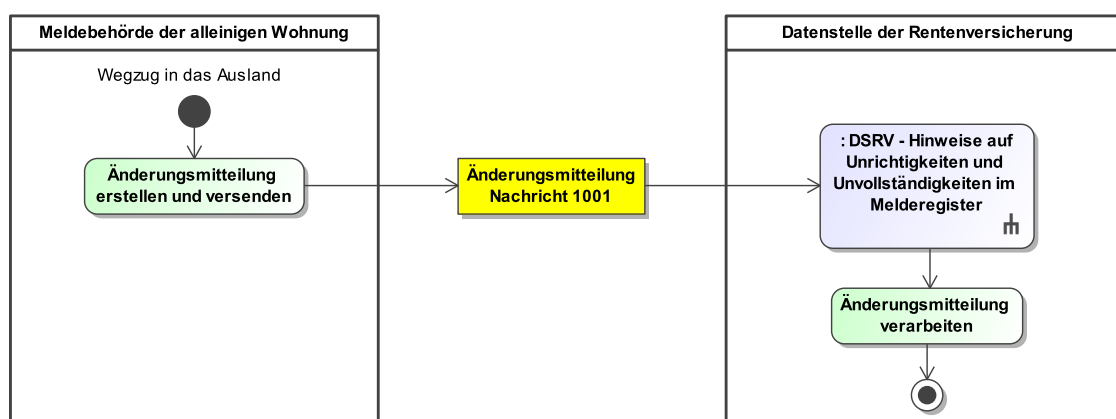 Meldebehörde der alleinigen Wohnung
Wegzug in das Ausland
Änderungsmitteilung
erstellen und versenden
Änderungsmitteilung
Nachricht 1001
Datenstelle der Rentenversicherung
: DSRV - Hinweise auf
Unrichtigkeiten und
Unvollständigkeiten im
Melderegister
Änderungsmitteilung
verarbeiten